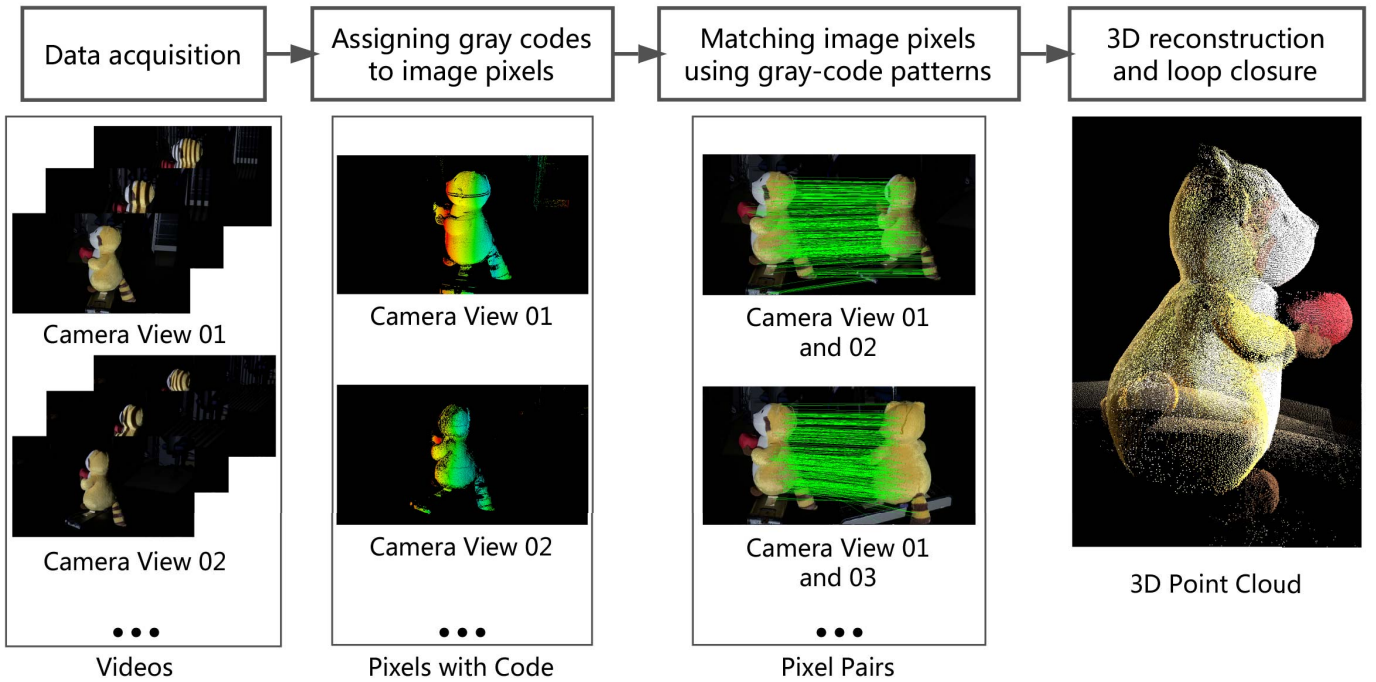 Data acquisition
Assigning gray codes
to image pixels
Matching image pixels
using gray-code patterns
3D reconstruction
and loop closure
Camera View 01
Camera View 02
Videos
Camera View 01
Camera View 02
Pixels with Code
Camera View 01
and 02
Camera View 01
and 03
Pixel Pairs
3D Point Cloud